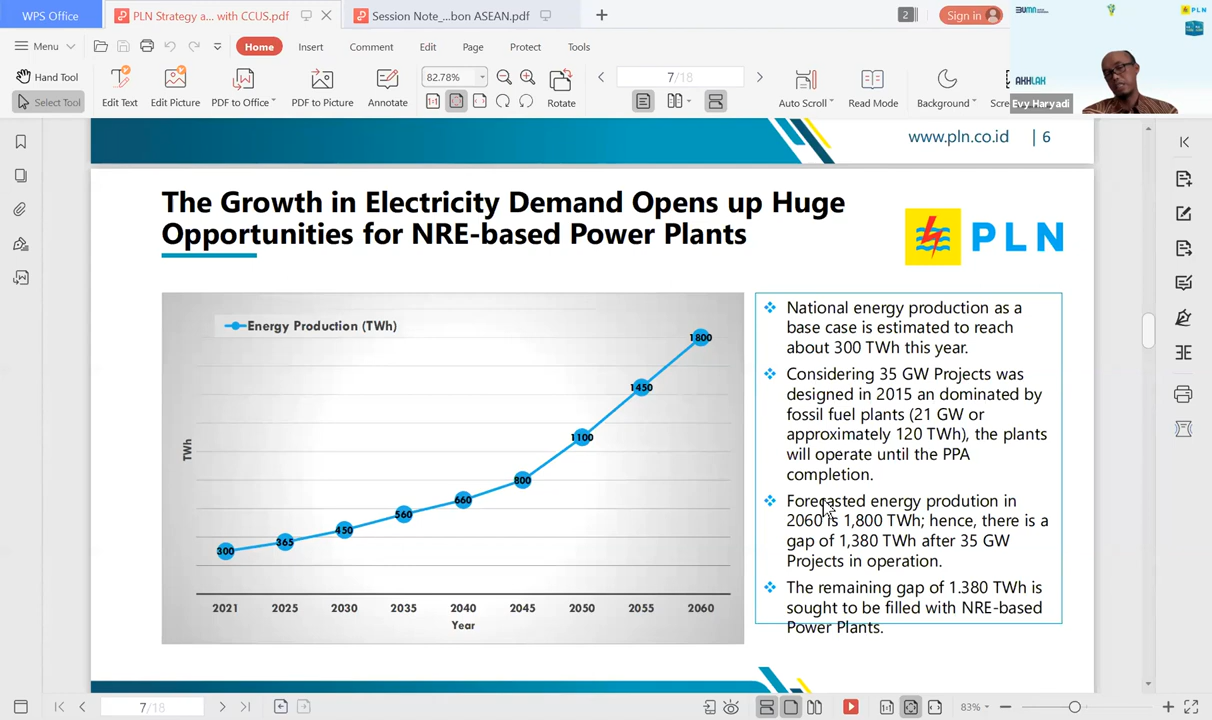 WPS Office
PLN Strategy a... with CCUS.pdf
Session Note_...bon ASEAN.pdf
2
Sign in
BUMN
PLN
Menu
Home
Insert
Comment
Edit
Page
Protect
Tools
Hand Tool
Select Tool
Edit Text
Edit Picture
PDF to Office
PDF to Picture
Annotate
82.78%
Rotate
7/18
Auto Scroll
Read Mode
Background
AKHLAK
Evy Haryadi
www.pln.co.id | 6
The Growth in Electricity Demand Opens up Huge
Opportunities for NRE-based Power Plants
PLN
Energy Production (TWh)
TWh
300
365
450
560
660
800
1100
1450
1800
2021 2025 2030 2035 2040 2045 2050 2055 2060
Year
National energy production as a
base case is estimated to reach
about 300 TWh this year.
Considering 35 GW Projects was
designed in 2015 an dominated by
fossil fuel plants (21 GW or
approximately 120 TWh), the plants
will operate until the PPA
completion.
Forecasted energy prodution in
2060 is 1,800 TWh; hence, there is a
gap of 1,380 TWh after 35 GW
Projects in operation.
The remaining gap of 1.380 TWh is
sought to be filled with NRE-based
Power Plants.
7/18
83%